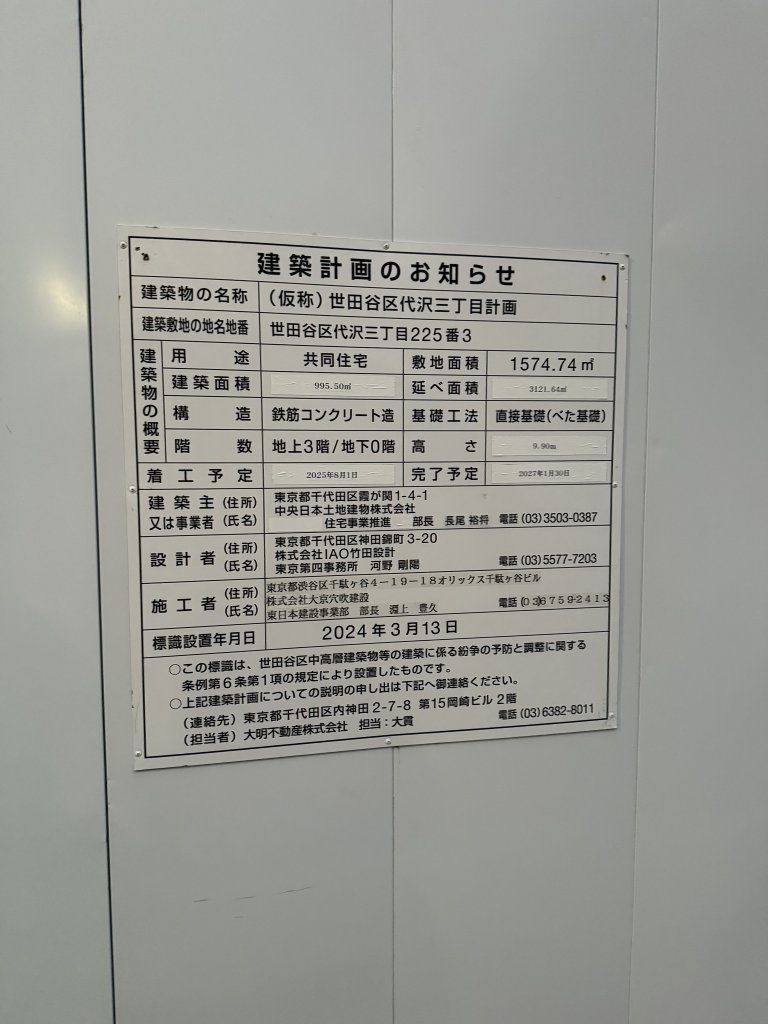 建築計画のお知らせ
建築物の名称 (仮称)世田谷区代沢三丁目計画
建築敷地の地名地番 世田谷区代沢三丁目225番3
建築物の概要
用途 共同住宅 敷地面積 1574.74㎡
建築面積 995.50㎡ 延べ面積 3121.64㎡
構造 鉄筋コンクリート造 基礎工法 直接基礎(べた基礎)
階数 地上3階/地下0階 高さ 9.90m
着工予定 2025年8月1日 完了予定 2027年1月30日
建築主(住所) 東京都千代田区霞が関1-4-1
中央日本土地建物株式会社
又は事業者(氏名) 住宅事業推進 部長 長尾 裕将 電話(03)3503-0387
設計者(住所) 東京都千代田区神田錦町3-20
株式会社IAO竹田設計
(氏名) 東京第四事務所 河野 剛陽 電話(03)5577-7203
施工者(住所) 東京都渋谷区千駄ヶ谷4-19-18オリックス千駄ヶ谷ビル
株式会社大京穴吹建設
(氏名) 東日本建設事業部 部長 淵上 豊久 電話(03)6759-2413
標識設置年月日 2024年3月13日
○この標識は、世田谷区中高層建築物等の建築に係る紛争の予防と調整に関する
条例第6条第1項の規定により設置したものです。
○上記建築計画についての説明の申し出は下記へ御連絡ください。
(連絡先)東京都千代田区内神田2-7-8 第15岡崎ビル2階
(担当者)大明不動産株式会社 担当:大貫 電話(03)6382-8011